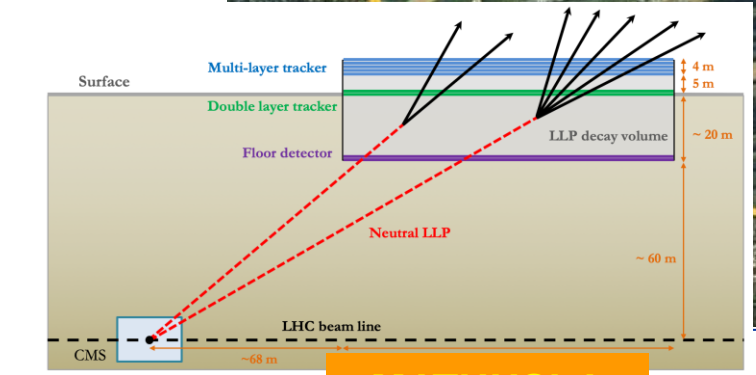 Multi-layer tracker
4 m
Surface
5 m
Double layer tracker
LLP decay volume
~ 20 m
Floor detector
Neutral LLP
~ 60 m
LHC beam line
CMS
~68 m